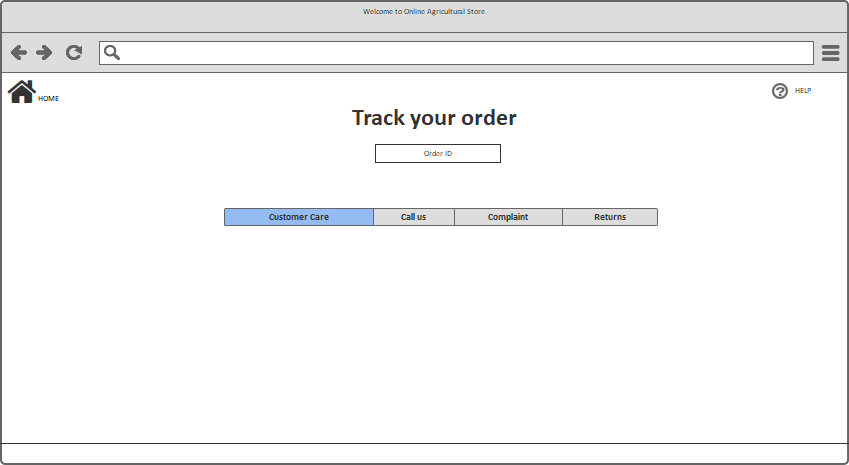 Welcome to Online Agricultural Store
HOME
HELP
Track your order
Order ID
Customer Care Call us Complaint Returns